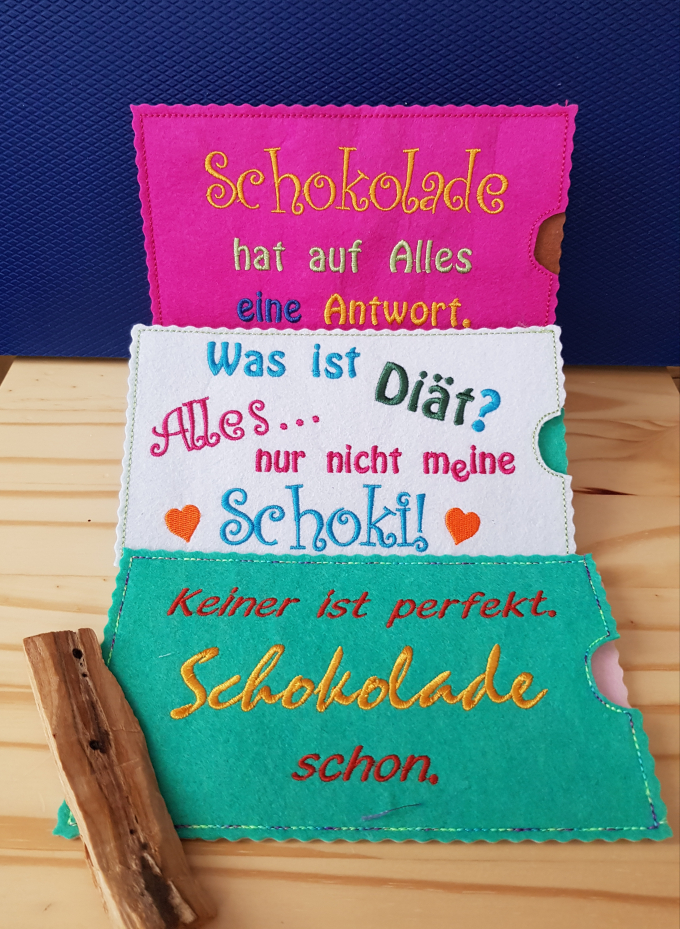 Schokolade
hat auf Alles
eine Antwort.
Was ist Diät?
Alles...
nur nicht meine
Schoki!
Keiner ist perfekt.
Schokolade
schon.